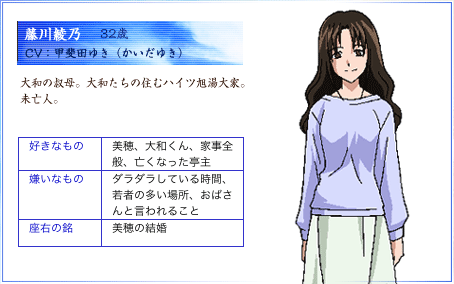 藤川綾乃 32歳
CV：甲斐田ゆき（かいだゆき）
大和の叔母。大和たちの住むハイツ旭湯大家。
未亡人。
好きなもの 美穂、大和くん、家事全
般、亡くなった亭主
嫌いなもの ダラダラしている時間、
若者の多い場所、おばさ
んと言われること
座右の銘 美穂の結婚